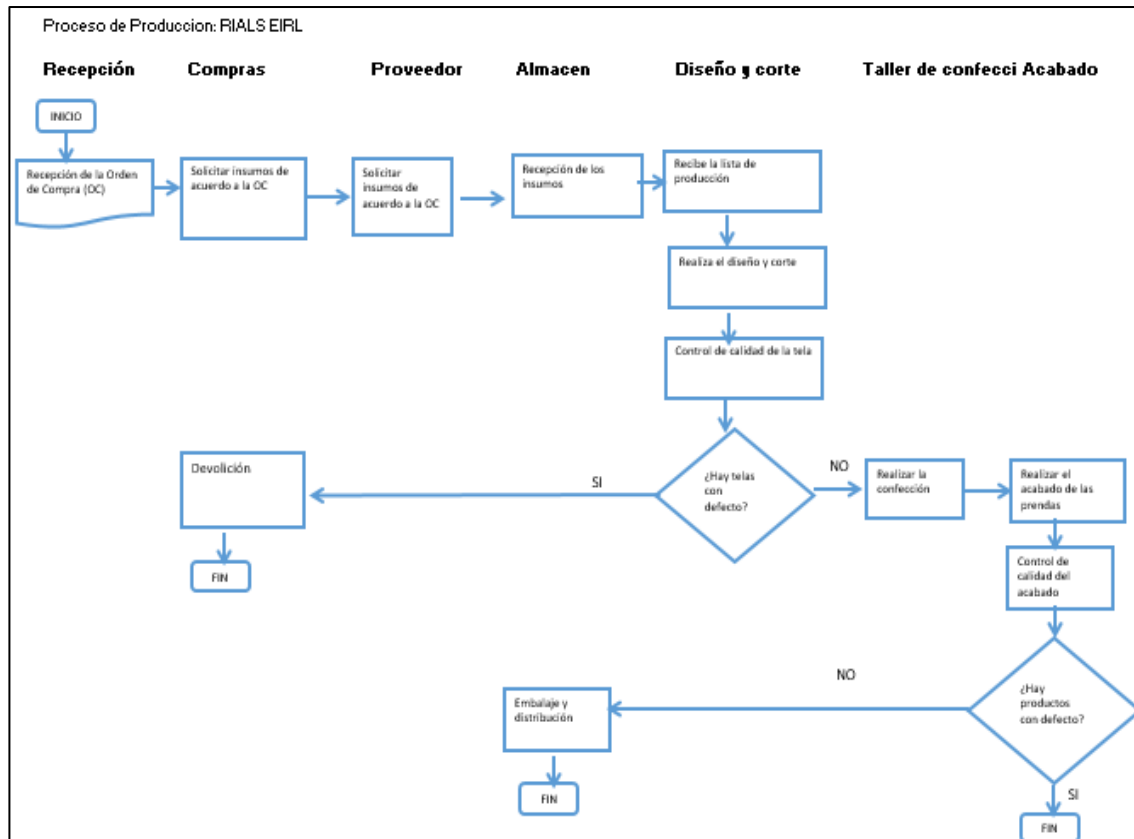 Proceso de Produccion: RIALS EIRL
Recepción Compras Proveedor Almacen Diseño y corte Taller de confecci Acabado
INICIO
Recepción de la Orden
de Compra (OC)
Solicitar insumos de
acuerdo a la OC
Solicitar
insumos de
acuerdo a la OC
Recepción de los
insumos
Recibe la lista de
producción
Realiza el diseño y corte
Control de calidad de la tela
¿Hay telas
con
defecto?
SI
NO
Devolición
FIN
Realizar la
confección
Realizar el
acabado de las
prendas
Control de
calidad del
acabado
¿Hay
productos
con defecto?
NO
Embalaje y
distribución
FIN
SI
FIN